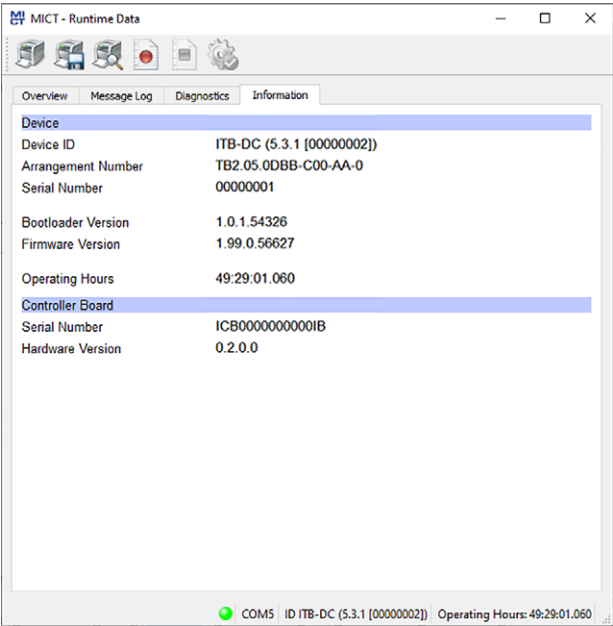 MICT - Runtime Data
Overview Message Log Diagnostics Information
Device
Device ID ITB-DC (5.3.1 [00000002])
Arrangement Number TB2.05.0DBB-C00-AA-0
Serial Number 00000001
Bootloader Version 1.0.1.54326
Firmware Version 1.99.0.56627
Operating Hours 49:29:01.060
Controller Board
Serial Number ICB0000000000IB
Hardware Version 0.2.0.0
COM5 ID ITB-DC (5.3.1 [00000002]) Operating Hours: 49:29:01.060